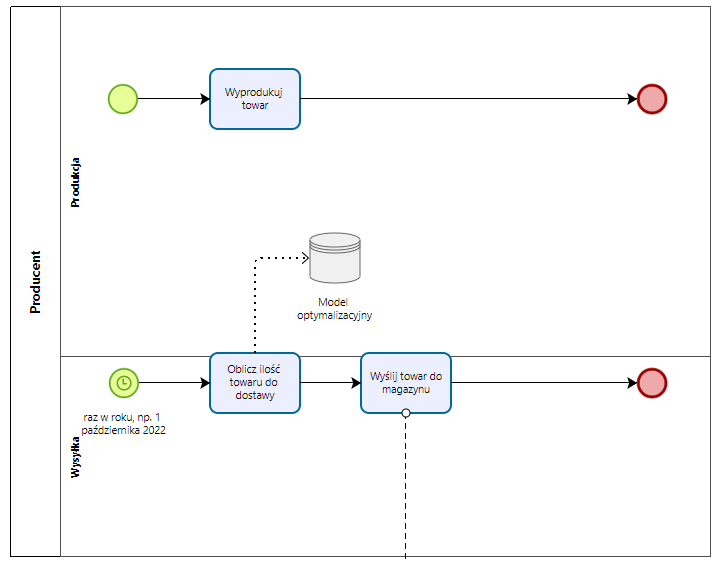 Producent
Produkcja
Wyprodukuj
towar
Model
optymalizacyjny
Wysyłka
raz w roku, np. 1
października 2022
Oblicz ilość
towaru do
dostawy
Wyślij towar do
magazynu